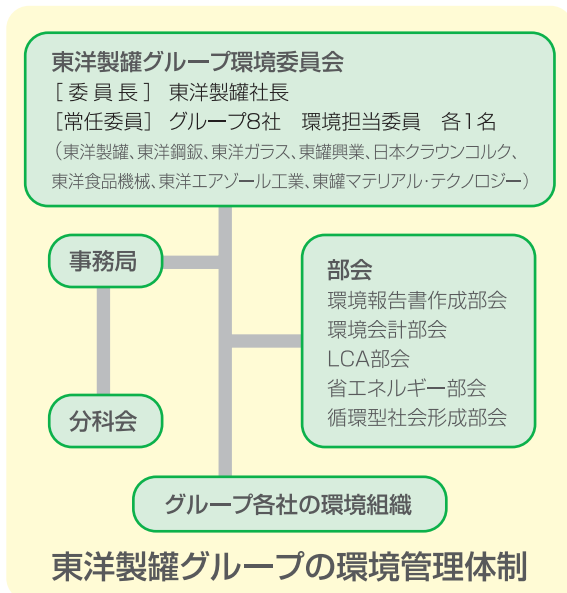 東洋製罐グループ環境委員会
［委員長］ 東洋製罐社長
［常任委員］ グループ8社 環境担当委員 各1名
（東洋製罐、東洋鋼鈑、東洋ガラス、東罐興業、日本クラウンコルク、
東洋食品機械、東洋エアゾール工業、東罐マテリアル・テクノロジー）
事務局
分科会
部会
環境報告書作成部会
環境会計部会
LCA部会
省エネルギー部会
循環型社会形成部会
グループ各社の環境組織
東洋製罐グループの環境管理体制